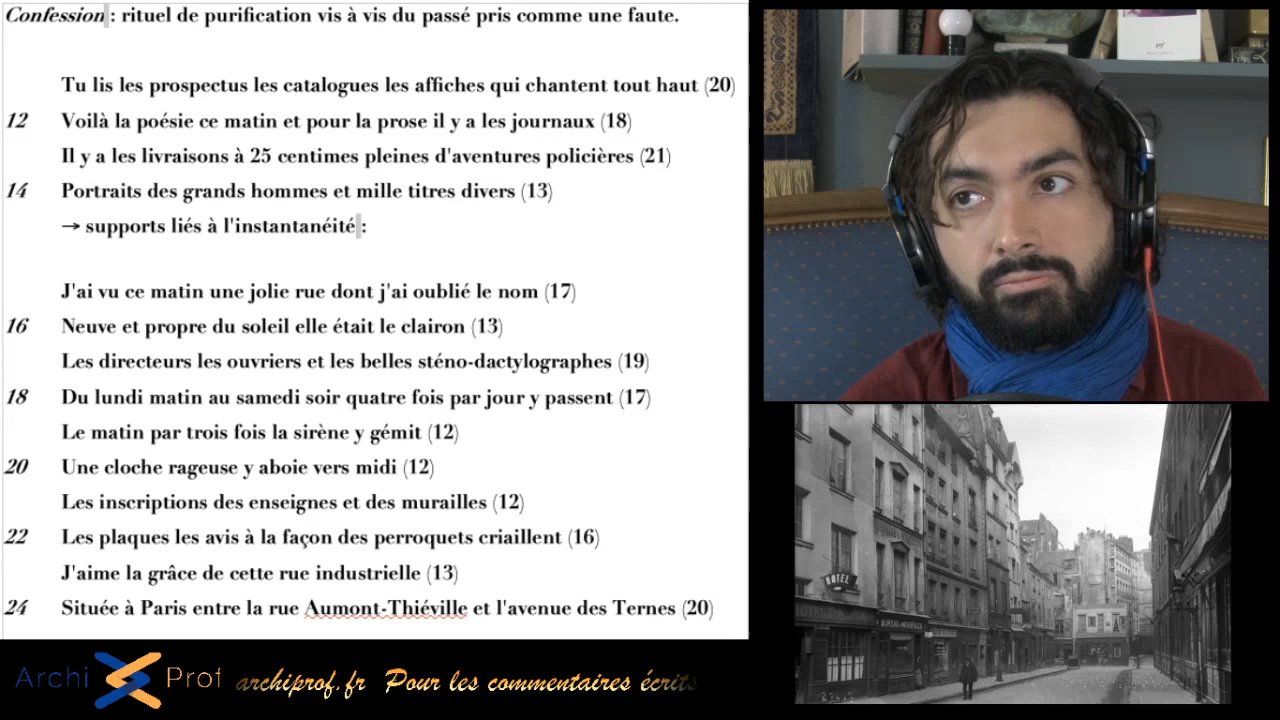 Confession : rituel de purification vis à vis du passé pris comme une faute.
Tu lis les prospectus les catalogues les affiches qui chantent tout haut (20)
12 Voilà la poésie ce matin et pour la prose il y a les journaux (18)
Il y a les livraisons à 25 centimes pleines d'aventures policières (21)
14 Portraits des grands hommes et mille titres divers (13)
→ supports liés à l'instantanéité :
J'ai vu ce matin une jolie rue dont j'ai oublié le nom (17)
16 Neuve et propre du soleil elle était le clairon (13)
Les directeurs les ouvriers et les belles sténo-dactylographes (19)
18 Du lundi matin au samedi soir quatre fois par jour y passent (17)
Le matin par trois fois la sirène y gémit (12)
20 Une cloche rageuse y aboie vers midi (12)
Les inscriptions des enseignes et des murailles (12)
22 Les plaques les avis à la façon des perroquets criaillent (16)
J'aime la grâce de cette rue industrielle (13)
24 Située à Paris entre la rue Aumont-Thiéville et l'avenue des Ternes (20)
HOTEL
Archi Prof archiprof.fr Pour les commentaires écrits